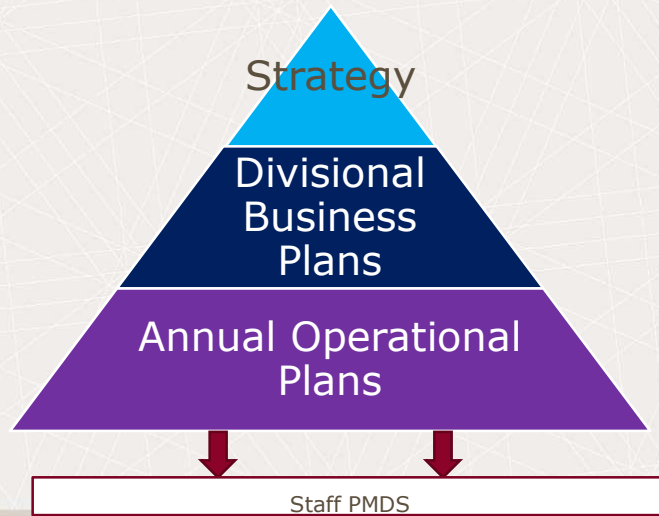 Strategy
Divisional
Business
Plans
Annual Operational
Plans
Staff PMDS